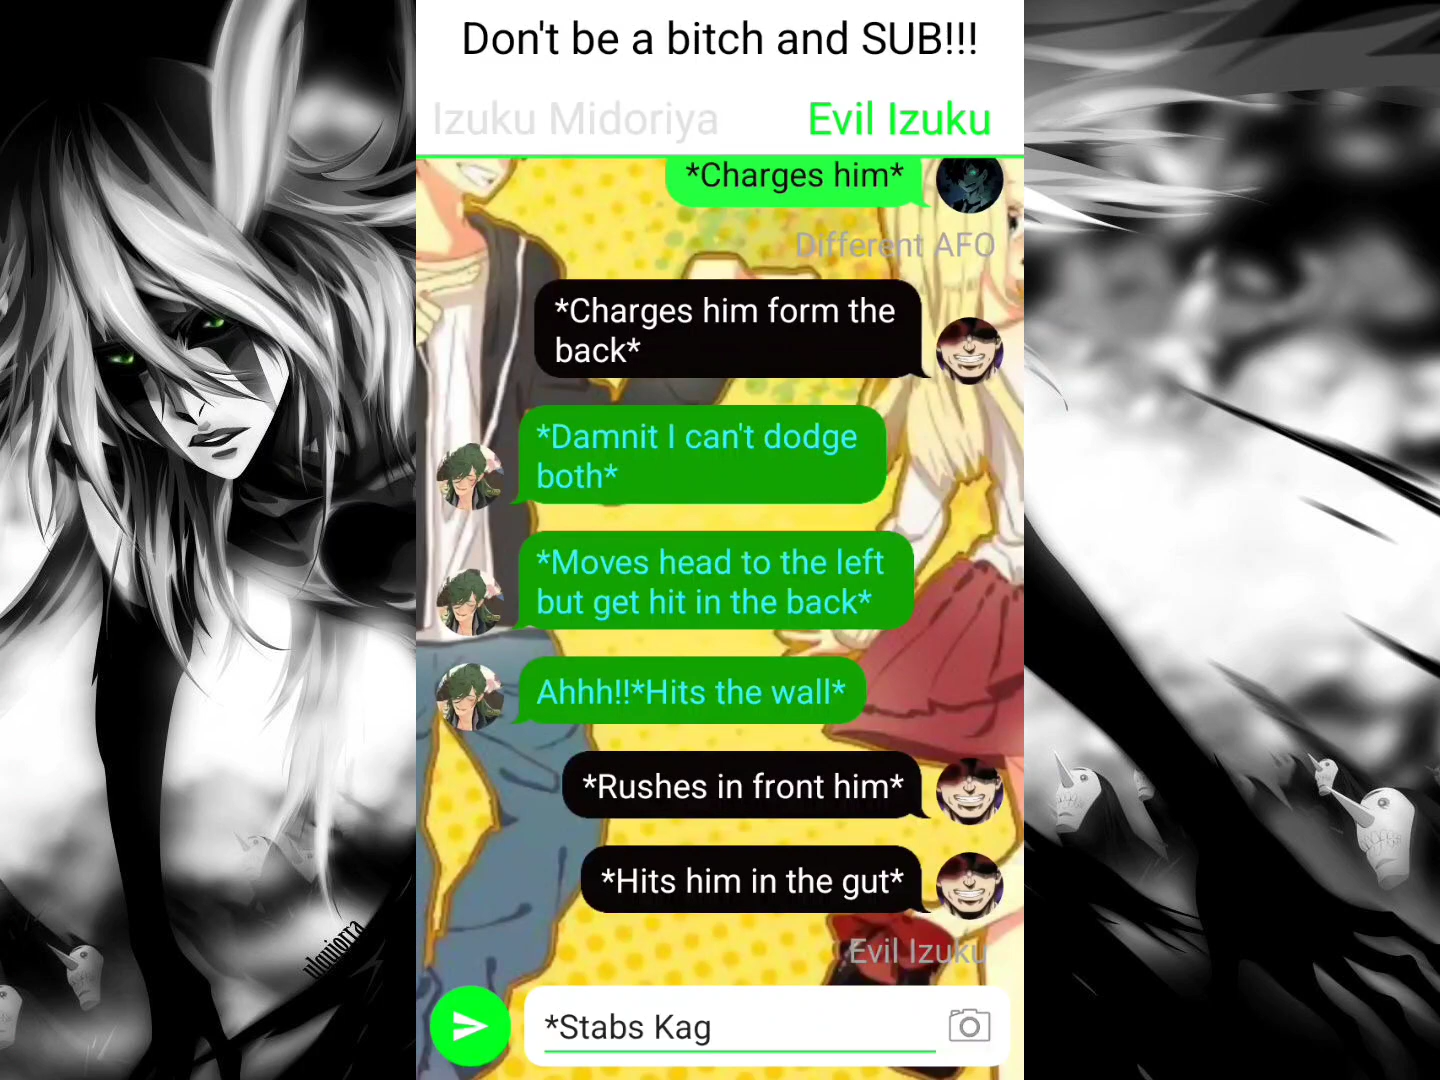 Don't be a bitch and SUB!!!
Izuku Midoriya
Evil Izuku
*Charges him*
Different AFO
*Charges him form the
back*
*Damnit I can't dodge
both*
*Moves head to the left
but get hit in the back*
Ahhh!!*Hits the wall*
*Rushes in front him*
*Hits him in the gut*
Evil Izuku
*Stabs Kag